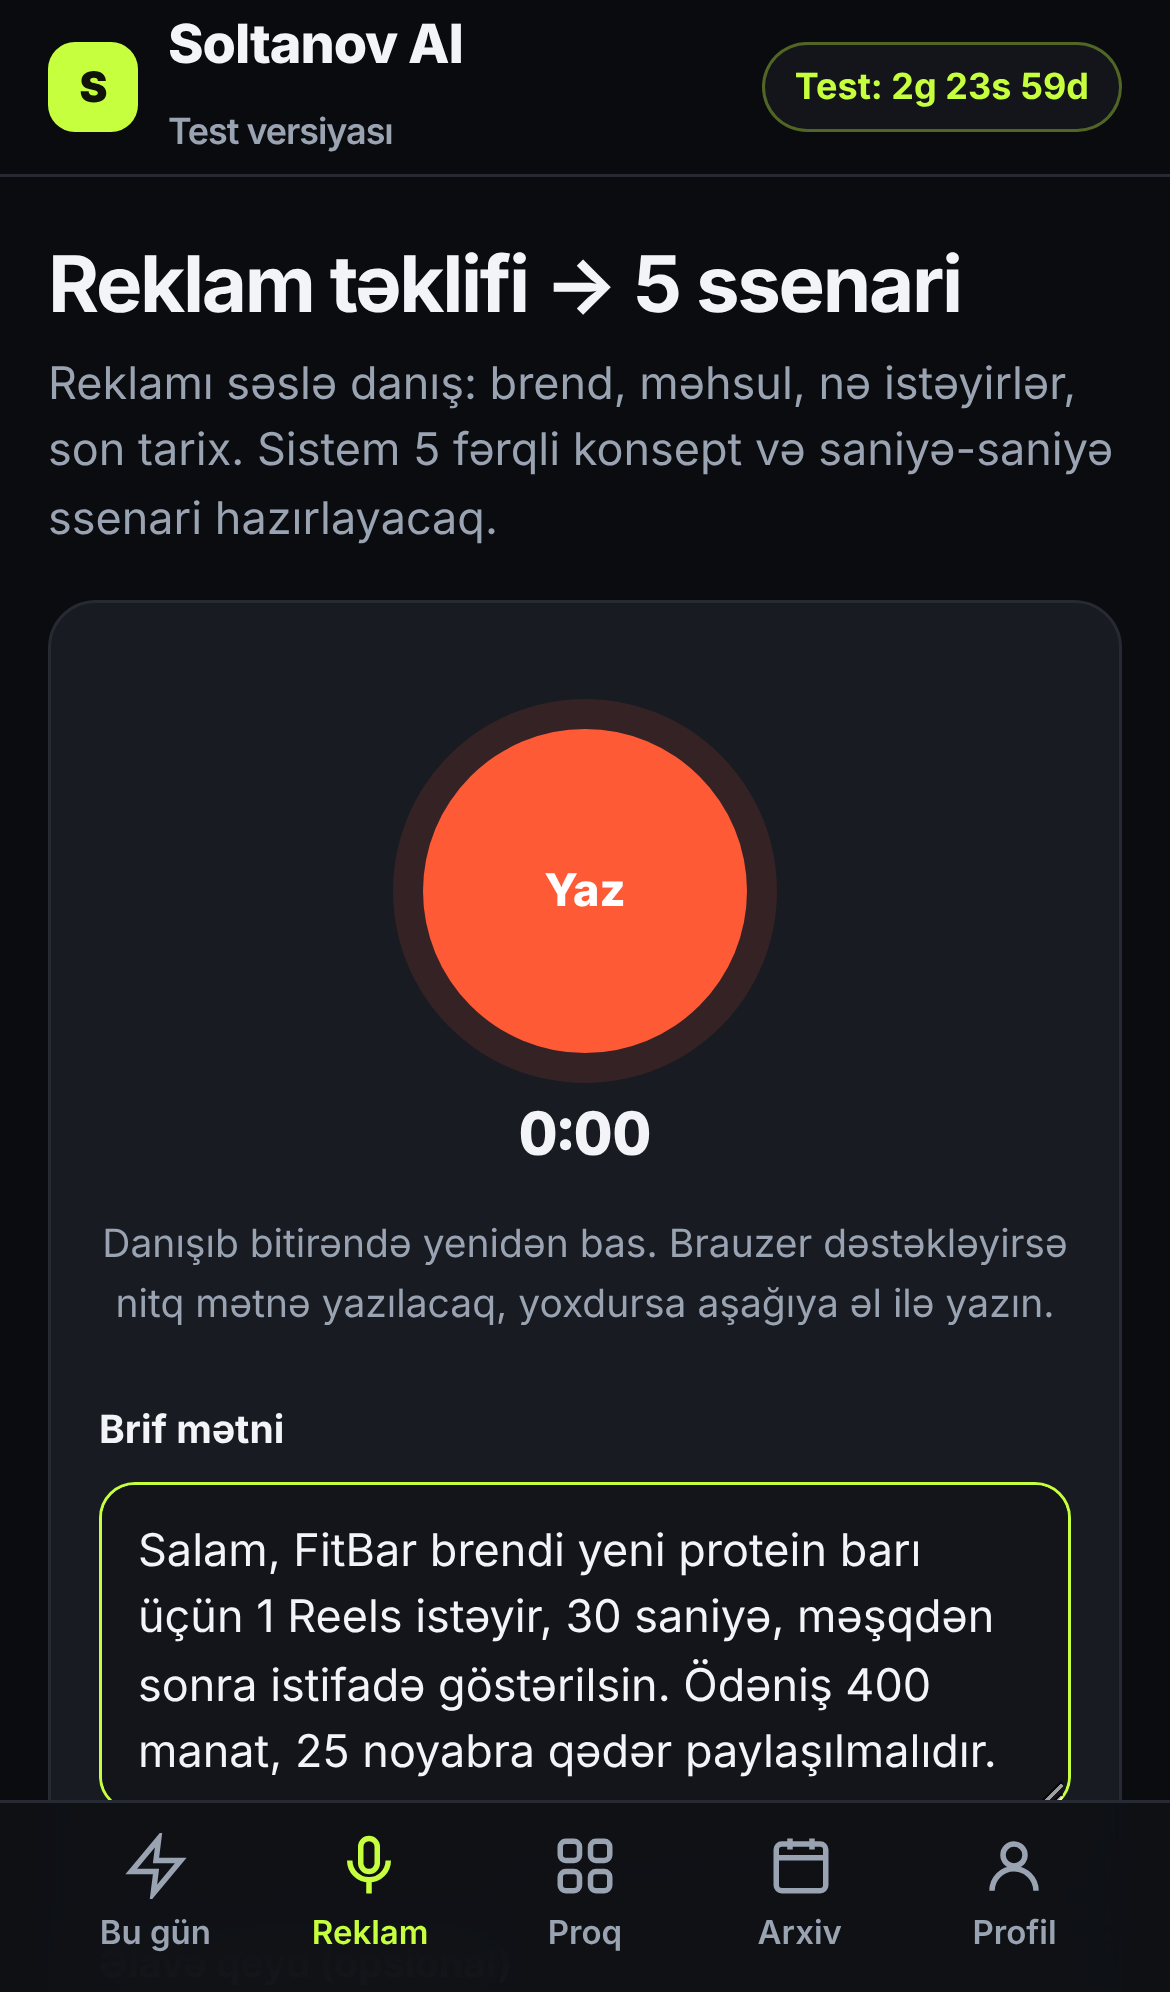 S
Soltanov AI
Test versiyası
Test: 2g 23s 59d
Reklam təklifi → 5 ssenari
Reklamı səslə danış: brend, məhsul, nə istəyirlər,
son tarix. Sistem 5 fərqli konsept və saniyə-saniyə
ssenari hazırlayacaq.
Yaz
0:00
Danışıb bitirəndə yenidən bas. Brauzer dəstəkləyirsə
nitq mətnə yazılacaq, yoxdursa aşağıya əl ilə yazın.
Brif mətni
Salam, FitBar brendi yeni protein barı
üçün 1 Reels istəyir, 30 saniyə, məşqdən
sonra istifadə göstərilsin. Ödəniş 400
manat, 25 noyabra qədər paylaşılmalıdır.
Əlavə qeyd (opsional)
Bu gün
Reklam
Proq
Arxiv
Profil